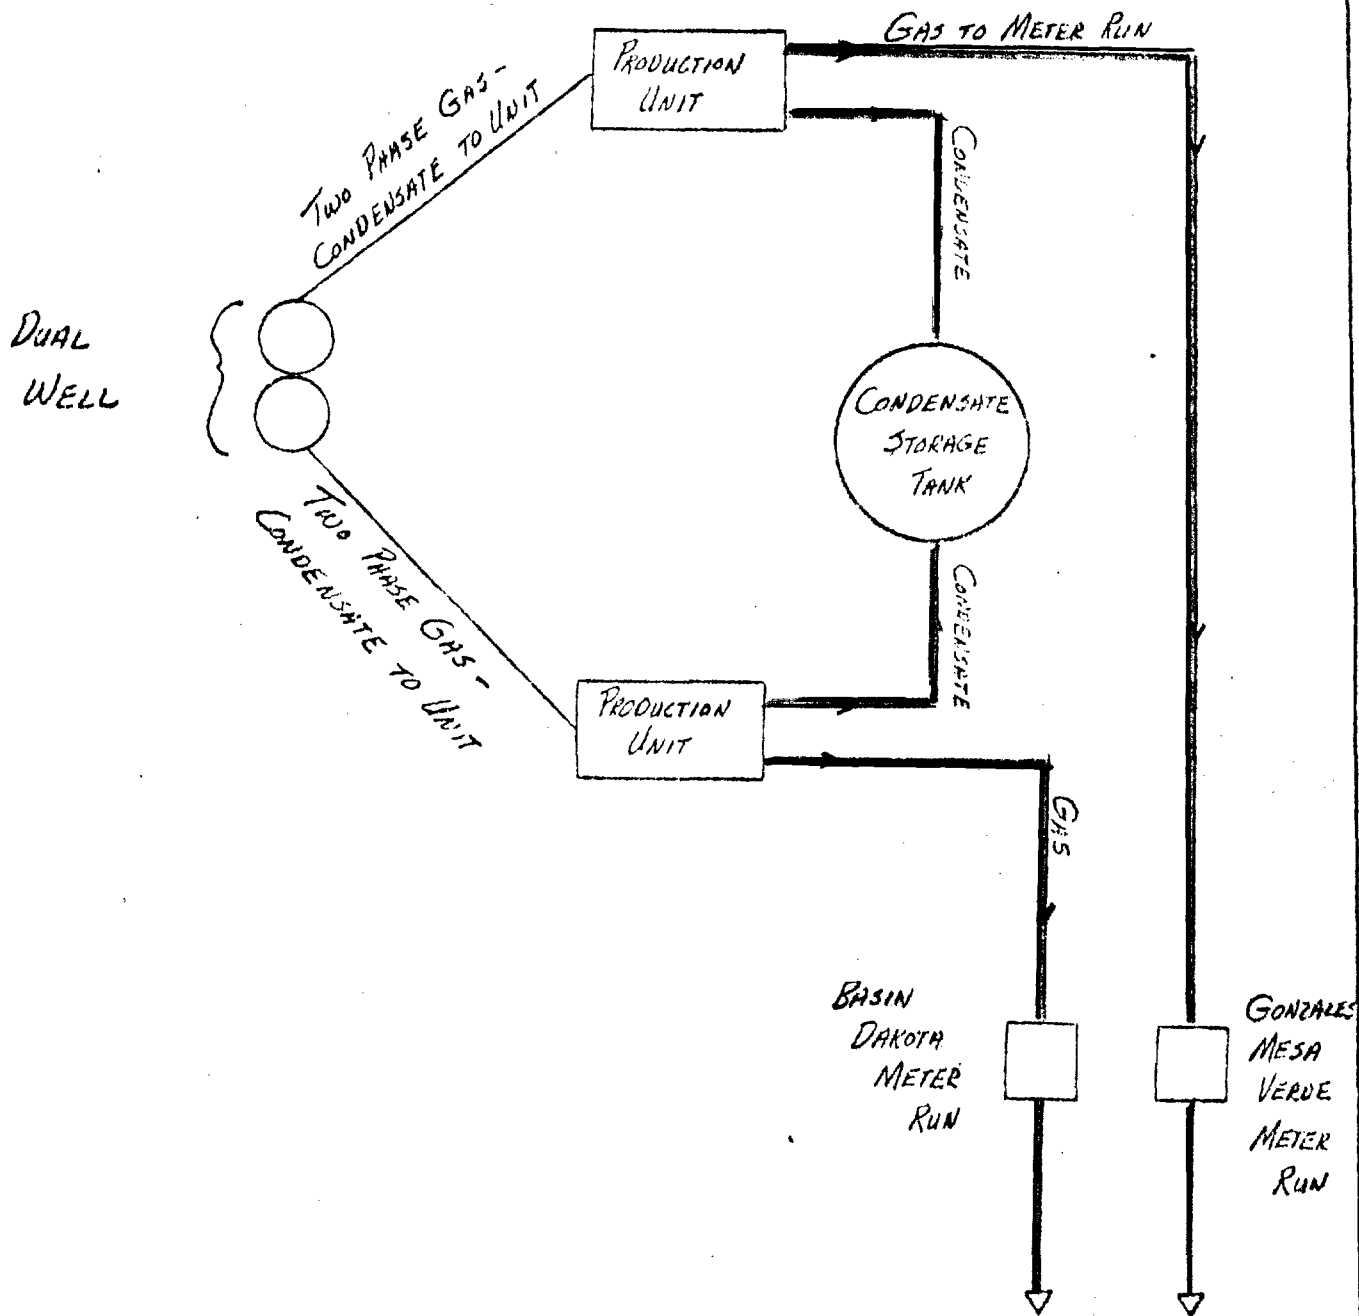 GAS TO METER RUN
PRODUCTION
UNIT
TWO PHASE GAS-
CONDENSATE TO UNIT
CONDENSATE
DUAL
WELL
CONDENSATE
STORAGE
TANK
TWO PHASE GAS-
CONDENSATE TO UNIT
CONDENSATE
PRODUCTION
UNIT
GAS
BASIN
DAKOTA
METER
RUN
GONZALES
MESA
VERDE
METER
RUN